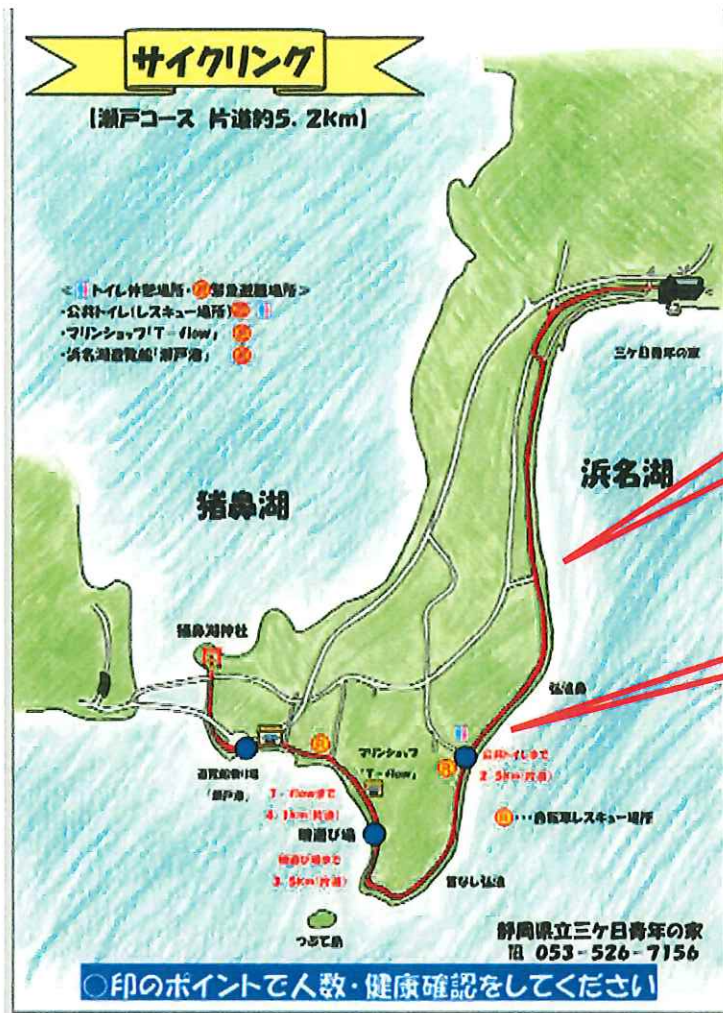 サイクリング
【瀬戸コース 片道約5.2km】
<トイレ休憩場所・緊急避難場所>
・公共トイレ(レスキュー場所)
・マリンショップ「T-flow」
・浜名湖遊覧船「瀬戸港」
三ケ日青年の家
浜名湖
猪鼻湖
猪鼻湖神社
弘法鼻
公共トイレまで
2.5km(片道)
マリンショップ
「T-flow」
遊覧船乗り場
「瀬戸港」
T-flowまで
4.1km(片道)
磯遊び場
磯遊び場まで
3.5km(片道)
…自転車レスキュー場所
首なし弘法
つぶて島
静岡県立三ケ日青年の家
TEL 053-526-7156
○印のポイントで人数・健康確認をしてください